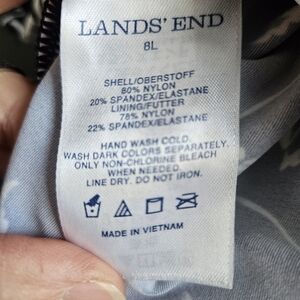 LANDS' END
8L
SHELL/OBERSTOFF
80% NYLON
20% SPANDEX/ELASTANE
LINING/FUTTER
78% NYLON
22% SPANDEX/ELASTANE
HAND WASH COLD.
WASH DARK COLORS SEPARATELY.
ONLY NON-CHLORINE BLEACH
WHEN NEEDED.
LINE DRY. DO NOT IRON.
MADE IN VIETNAM